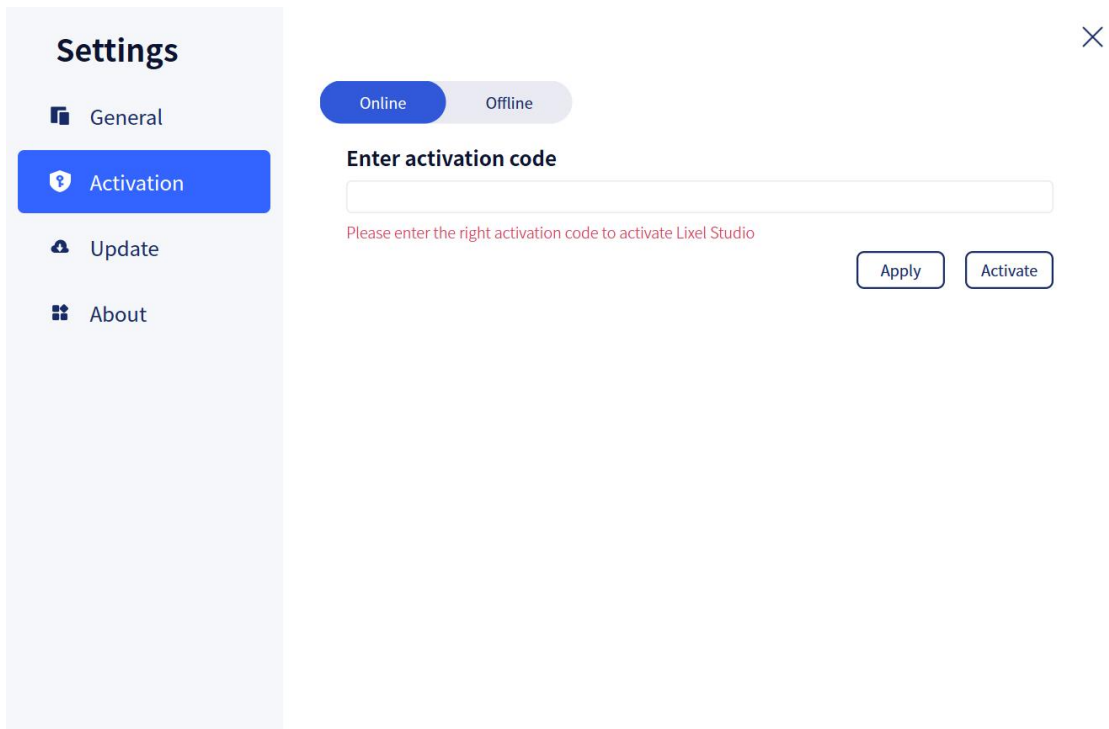 Settings
General
Activation
Update
About
Online Offline
Enter activation code
Please enter the right activation code to activate Lixel Studio
Apply Activate